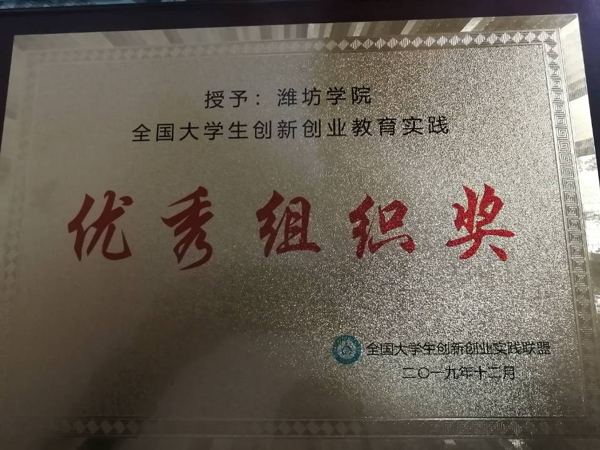 授予：潍坊学院
全国大学生创新创业教育实践
优秀组织奖
全国大学生创新创业实践联盟
二〇一九年十二月